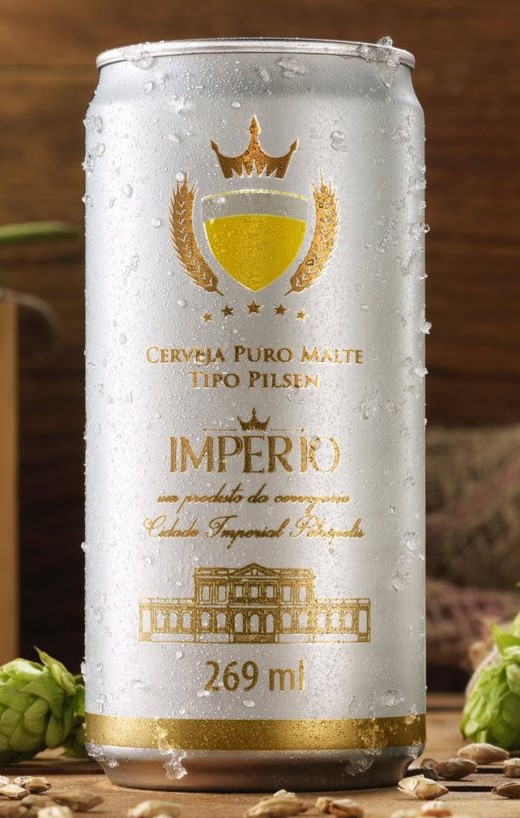 CERVEJA PURO MALTE
TIPO PILSEN
IMPERIO
um produto da cervejaria
Cidade Imperial Petrópolis
269 ml